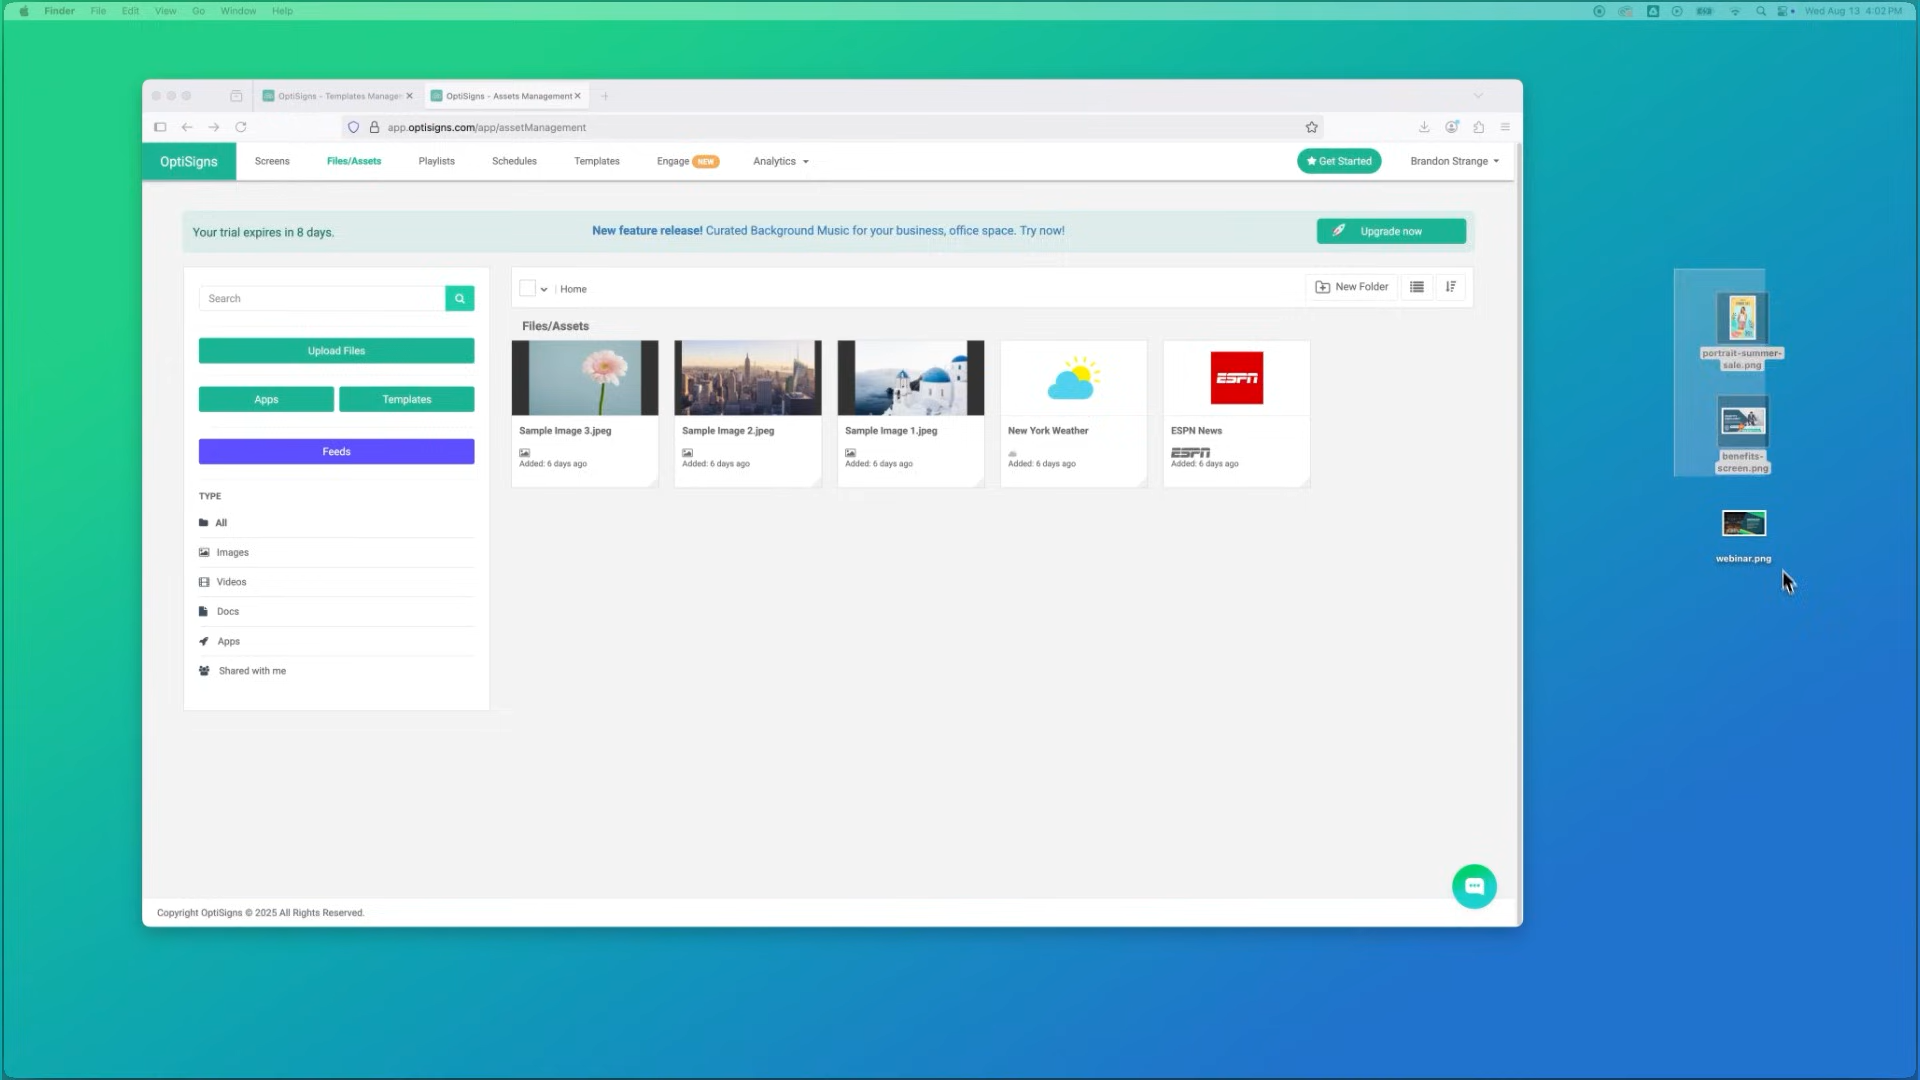 Finder File Edit View Go Window Help
Wed Aug 13 4:02 PM
OptiSigns - Templates Manage
OptiSigns - Assets Management
app.optisigns.com/app/assetManagement
OptiSigns
Screens
Files/Assets
Playlists
Schedules
Templates
Engage NEW
Analytics
Get Started
Brandon Strange
Your trial expires in 8 days.
New feature release! Curated Background Music for your business, office space. Try now!
Upgrade now
Search
Upload Files
Apps
Templates
Feeds
TYPE
All
Images
Videos
Docs
Apps
Shared with me
Home
New Folder
Files/Assets
Sample Image 3.jpeg
Added: 6 days ago
Sample Image 2.jpeg
Added: 6 days ago
Sample Image 1.jpeg
Added: 6 days ago
New York Weather
Added: 6 days ago
ESPN
ESPN News
ESPN
Added: 6 days ago
portrait-summer-
sale.png
benefits-
screen.png
webinar.png
Copyright OptiSigns © 2025 All Rights Reserved.